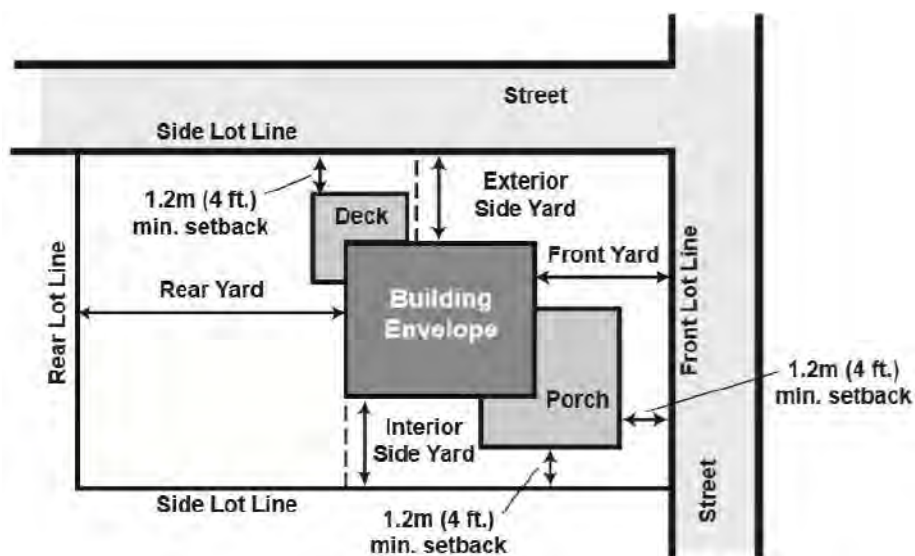 Street
Side Lot Line
1.2m (4 ft.)
min. setback
Deck
Exterior
Side Yard
Front Yard
Rear Yard
Rear Lot Line
Building
Envelope
Front Lot Line
1.2m (4 ft.)
min. setback
Porch
Interior
Side Yard
Side Lot Line
1.2m (4 ft.)
min. setback
Street